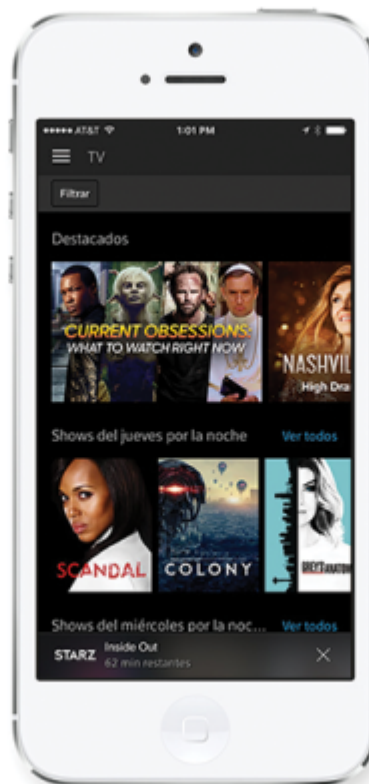 AT&T 1:01 PM
TV
Filtrar
Destacados
CURRENT OBSESSIONS:
WHAT TO WATCH RIGHT NOW
NASHVIL
High Dra
Shows del jueves por la noche Ver todos
SCANDAL
COLONY
GREY'S ANATOM
Shows del miércoles por la noc... Ver todos
STARZ Inside Out
62 min restantes